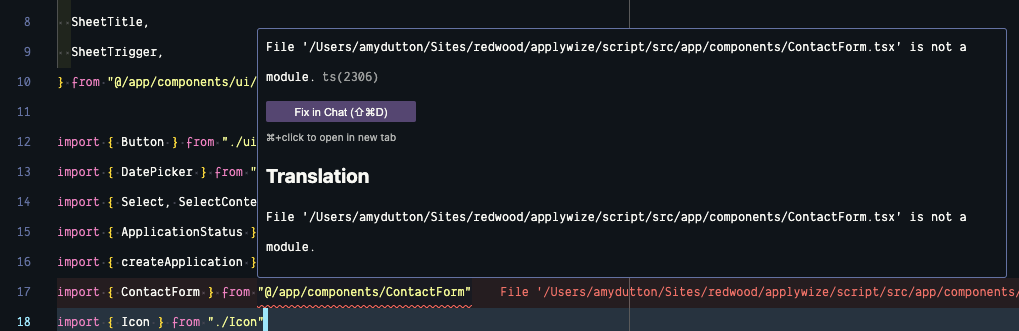 8 SheetTitle,
9 SheetTrigger,
10 } from "@/app/components/ui/
11
12 import { Button } from "./ui
13 import { DatePicker } from "
14 import { Select, SelectConte
15 import { ApplicationStatus }
16 import { createApplication }
17 import { ContactForm } from "@/app/components/ContactForm" File '/Users/amydutton/Sites/redwood/applywize/script/src/app/components/
18 import { Icon } from "./Icon"
File '/Users/amydutton/Sites/redwood/applywize/script/src/app/components/ContactForm.tsx' is not a
module. ts(2306)
Fix in Chat (⇧⌘D)
⌘+click to open in new tab
Translation
File '/Users/amydutton/Sites/redwood/applywize/script/src/app/components/ContactForm.tsx' is not a
module.